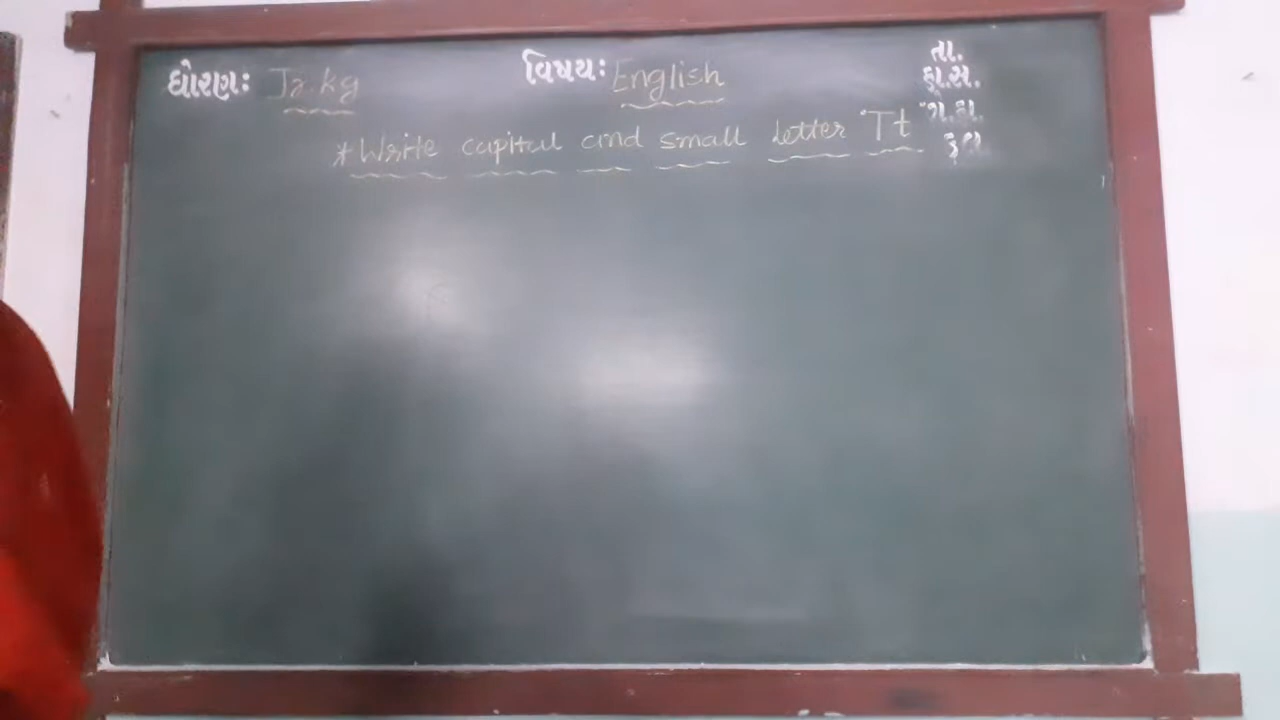 ધોરણ: Jr. kg વિષય: English
તા.
હા.સ.
* Write capital and small letter Tt
ગે.હા.
કુલ